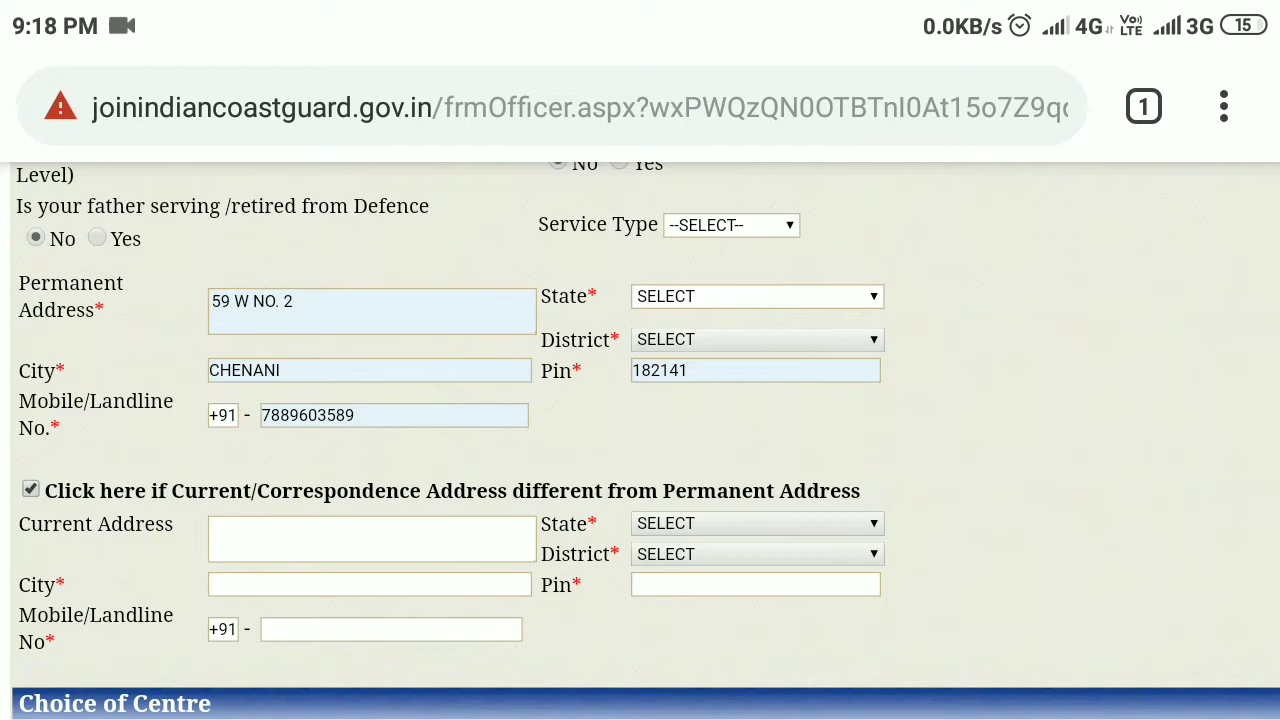 9:18 PM 0.0KB/s 4G Vo)) LTE 3G 15
joinindiancoastguard.gov.in/frmOfficer.aspx?wxPWQzQN0OTBTnI0At15o7Z9q
1
Level) No Yes
Is your father serving /retired from Defence
No Yes Service Type --SELECT--
Permanent Address* 59 W NO. 2 State* SELECT
District* SELECT
City* CHENANI Pin* 182141
Mobile/Landline No.* +91 - 7889603589
Click here if Current/Correspondence Address different from Permanent Address
Current Address State* SELECT
District* SELECT
City* Pin*
Mobile/Landline No* +91 -
Choice of Centre